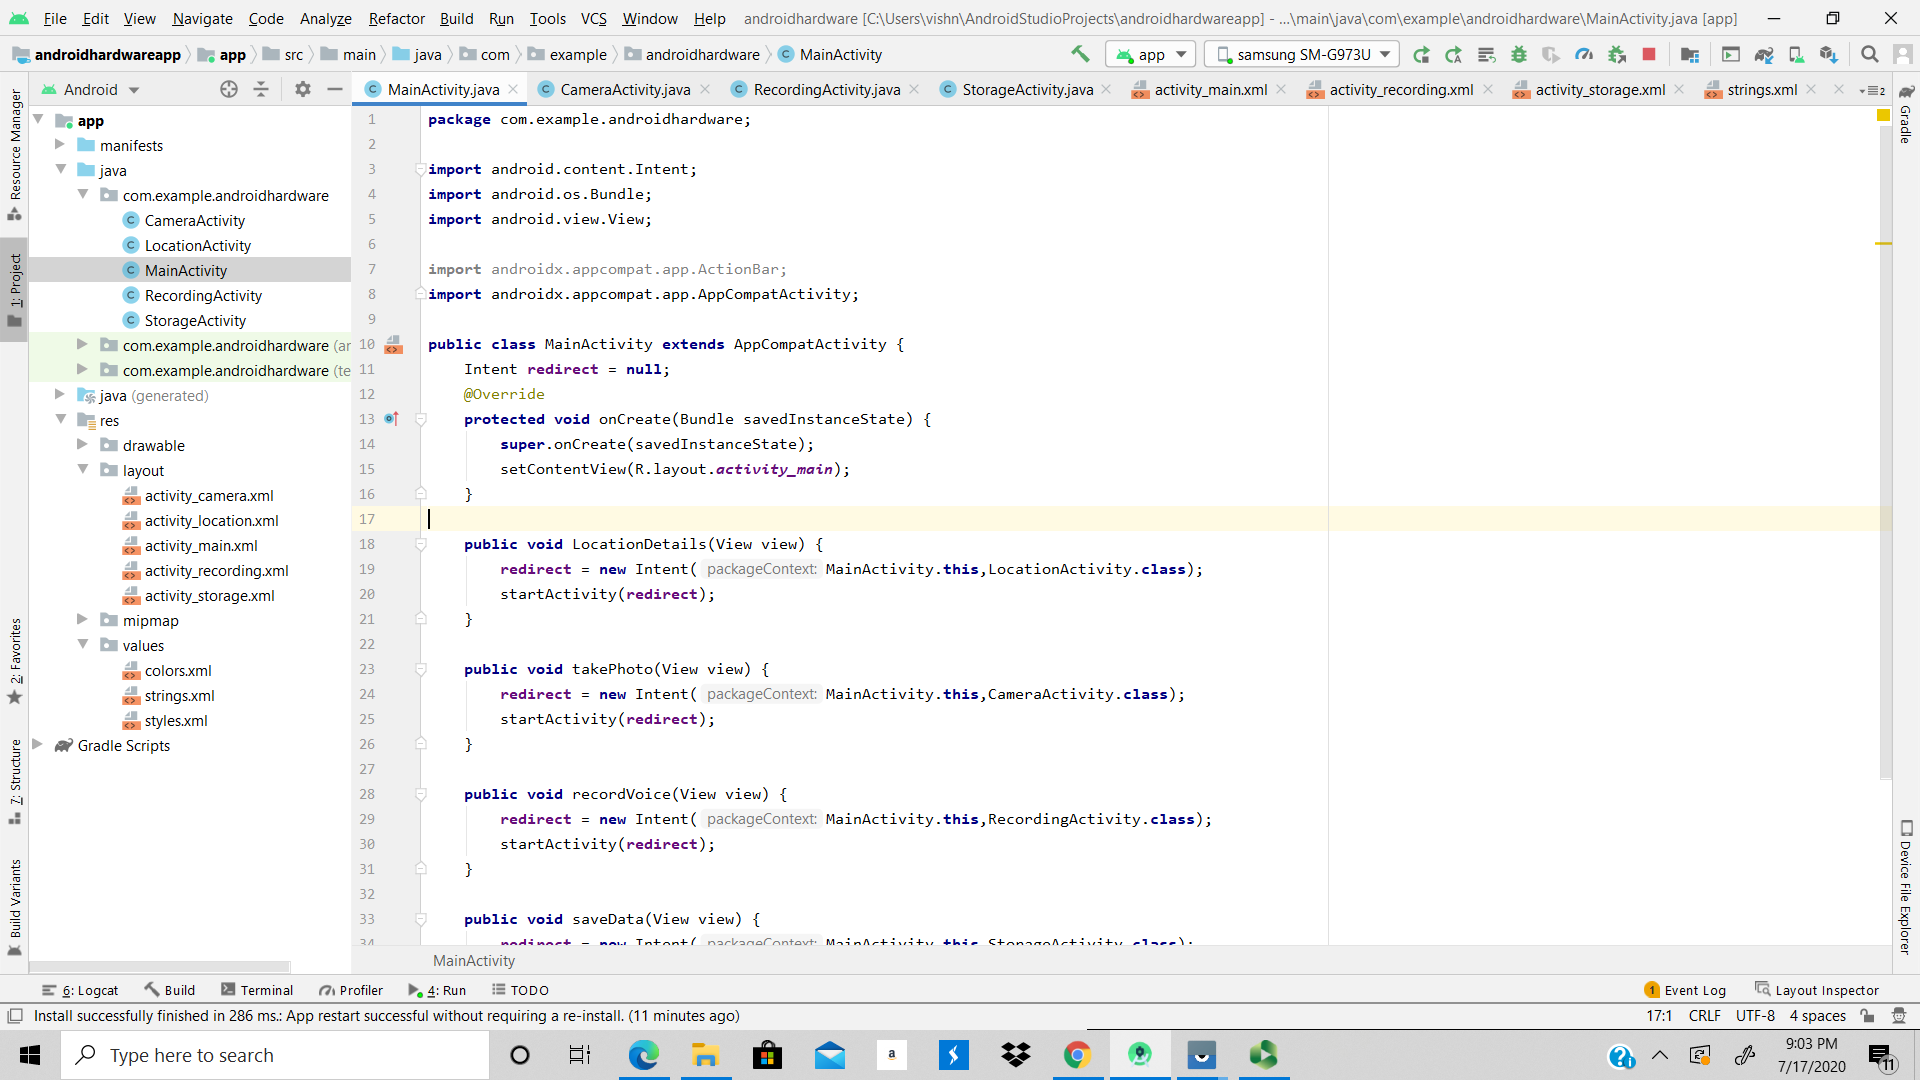 File Edit View Navigate Code Analyze Refactor Build Run Tools VCS Window Help androidhardware [C:\Users\vishn\AndroidStudioProjects\androidhardwareapp] - ...\main\java\com\example\androidhardware\MainActivity.java [app]
androidhardwareapp app src main java com example androidhardware MainActivity app samsung SM-G973U
Android MainActivity.java CameraActivity.java RecordingActivity.java StorageActivity.java activity_main.xml activity_recording.xml activity_storage.xml strings.xml 2
Resource Manager
1: Project
2: Favorites
7: Structure
Build Variants
app
manifests
java
com.example.androidhardware
CameraActivity
LocationActivity
MainActivity
RecordingActivity
StorageActivity
com.example.androidhardware (ar
com.example.androidhardware (te
java (generated)
res
drawable
layout
activity_camera.xml
activity_location.xml
activity_main.xml
activity_recording.xml
activity_storage.xml
mipmap
values
colors.xml
strings.xml
styles.xml
Gradle Scripts
1 package com.example.androidhardware;
2
3 import android.content.Intent;
4 import android.os.Bundle;
5 import android.view.View;
6
7 import androidx.appcompat.app.ActionBar;
8 import androidx.appcompat.app.AppCompatActivity;
9
10 public class MainActivity extends AppCompatActivity {
11 Intent redirect = null;
12 @Override
13 protected void onCreate(Bundle savedInstanceState) {
14 super.onCreate(savedInstanceState);
15 setContentView(R.layout.activity_main);
16 }
17
18 public void LocationDetails(View view) {
19 redirect = new Intent( packageContext: MainActivity.this,LocationActivity.class);
20 startActivity(redirect);
21 }
22
23 public void takePhoto(View view) {
24 redirect = new Intent( packageContext: MainActivity.this,CameraActivity.class);
25 startActivity(redirect);
26 }
27
28 public void recordVoice(View view) {
29 redirect = new Intent( packageContext: MainActivity.this,RecordingActivity.class);
30 startActivity(redirect);
31 }
32
33 public void saveData(View view) {
34 redirect = new Intent( packageContext: MainActivity.this,StorageActivity.class);
MainActivity
Gradle
Device File Explorer
6: Logcat Build Terminal Profiler 4: Run TODO 1 Event Log Layout Inspector
Install successfully finished in 286 ms.: App restart successful without requiring a re-install. (11 minutes ago) 17:1 CRLF UTF-8 4 spaces
Type here to search
a
9:03 PM
7/17/2020
11